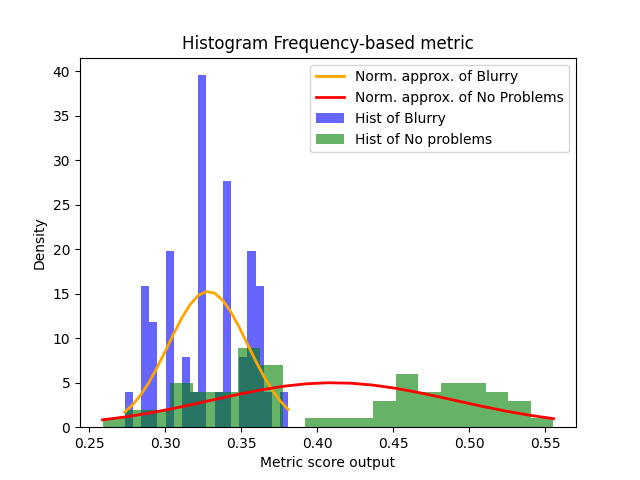 Histogram Frequency-based metric
Norm. approx. of Blurry
Norm. approx. of No Problems
Hist of Blurry
Hist of No problems
Density
40
35
30
25
20
15
10
5
0
0.25 0.30 0.35 0.40 0.45 0.50 0.55
Metric score output